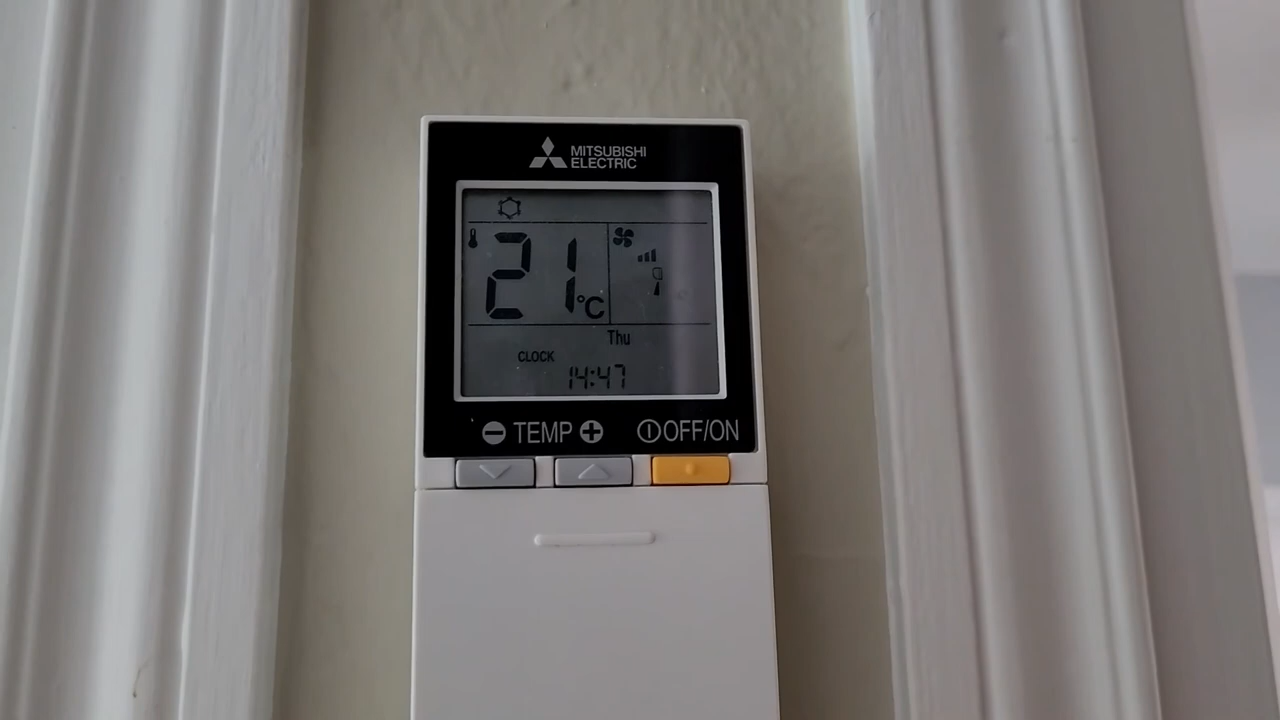 MITSUBISHI
ELECTRIC
21°C
Thu
CLOCK
14:47
TEMP OFF/ON